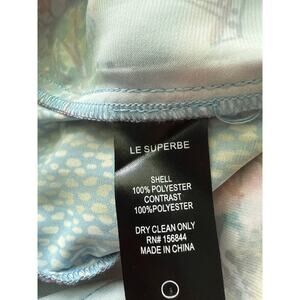 LE SUPERBE
SHELL
100% POLYESTER
CONTRAST
100%POLYESTER
DRY CLEAN ONLY
RN# 156844
MADE IN CHINA